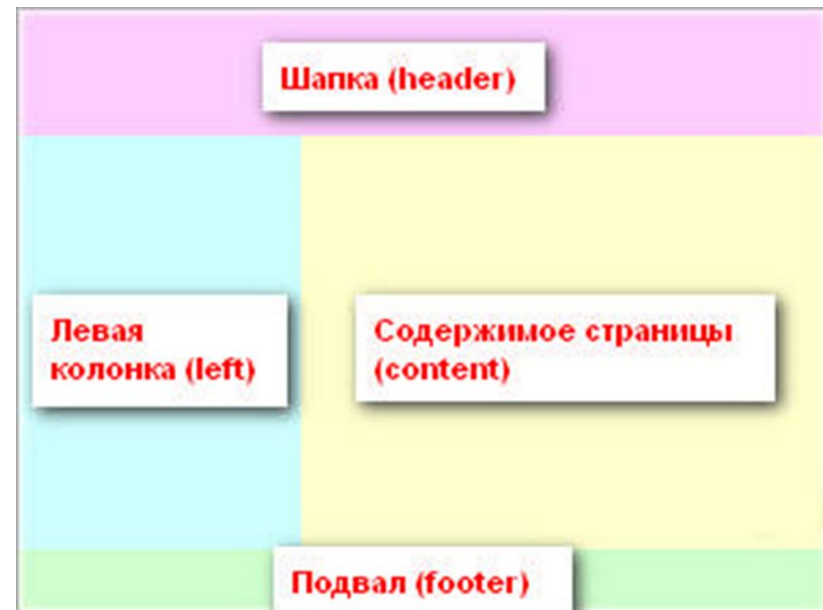 Шапка (header)
Левая
колонка (left)
Содержимое страницы
(content)
Подвал (footer)